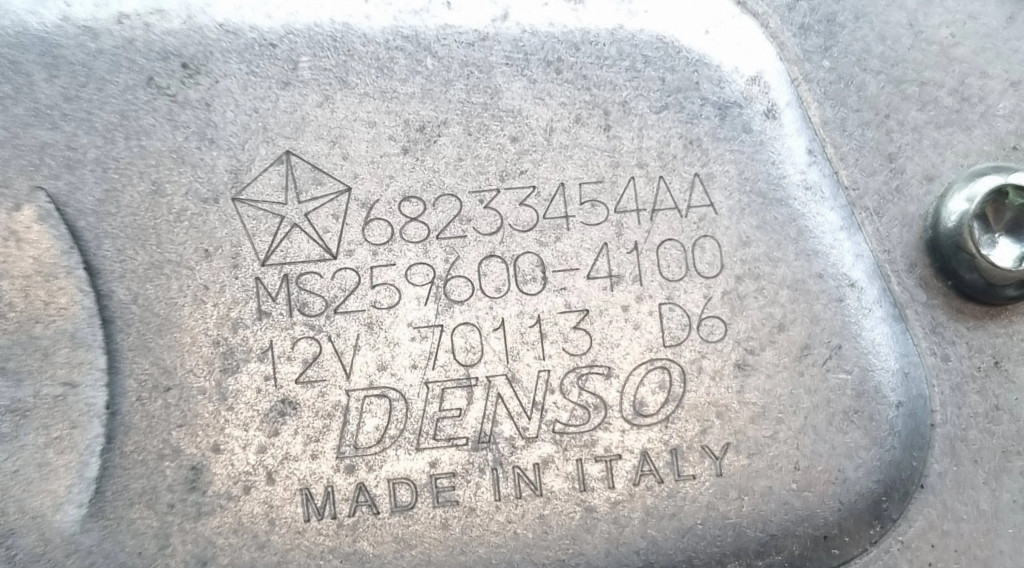 68233454AA
MS259600-4100
12V 70113 D6
DENSO
MADE IN ITALY